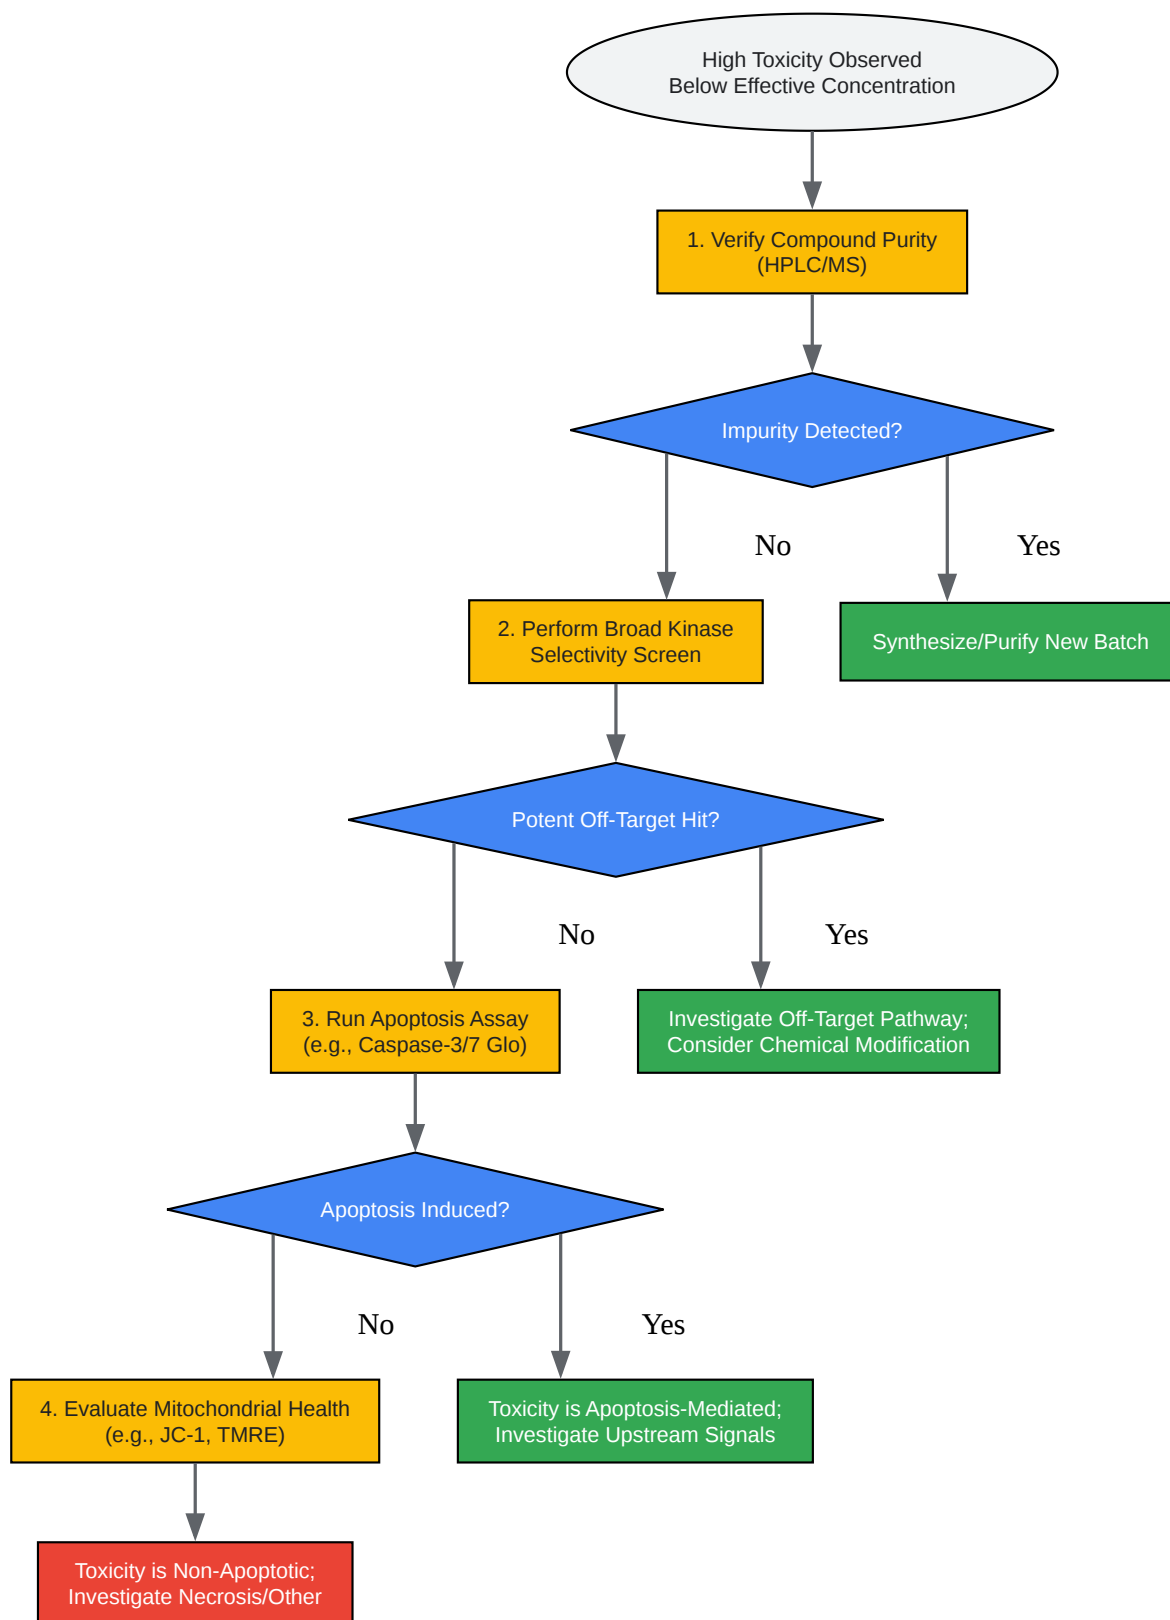 High Toxicity Observed
Below Effective Concentration
1. Verify Compound Purity
(HPLC/MS)
Impurity Detected?
No
Yes
2. Perform Broad Kinase
Selectivity Screen
Synthesize/Purify New Batch
Potent Off-Target Hit?
No
Yes
3. Run Apoptosis Assay
(e.g., Caspase-3/7 Glo)
Investigate Off-Target Pathway;
Consider Chemical Modification
Apoptosis Induced?
No
Yes
4. Evaluate Mitochondrial Health
(e.g., JC-1, TMRE)
Toxicity is Apoptosis-Mediated;
Investigate Upstream Signals
Toxicity is Non-Apoptotic;
Investigate Necrosis/Other